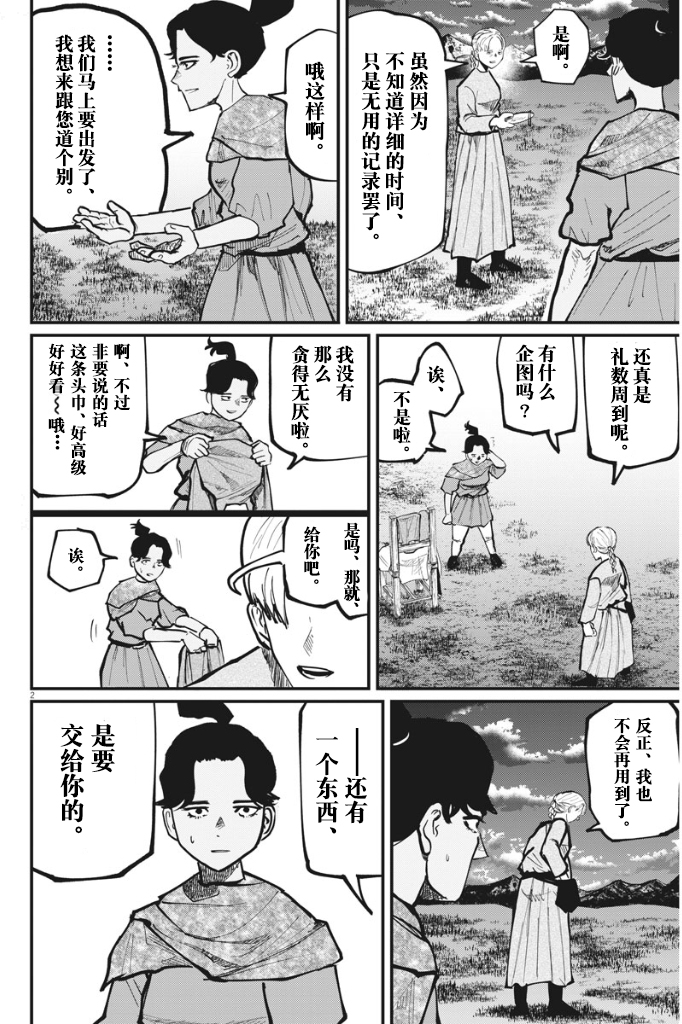 是啊。
虽然因为
不知道详细的时间、
只是无用的记录罢了。
哦这样啊。
……
我们马上要出发了、
我想来跟您道个别。
还真是
礼数周到呢。
有什么
企图吗？
诶、
不是啦。
我没有
那么
贪得无厌啦。
啊、不过
非要说的话
这条头巾、好高级
好好看～哦…
是吗、那就、
给你吧。
诶。
2
反正、我也
不会再用到了。
——还有
一个东西、
是要
交给你的。